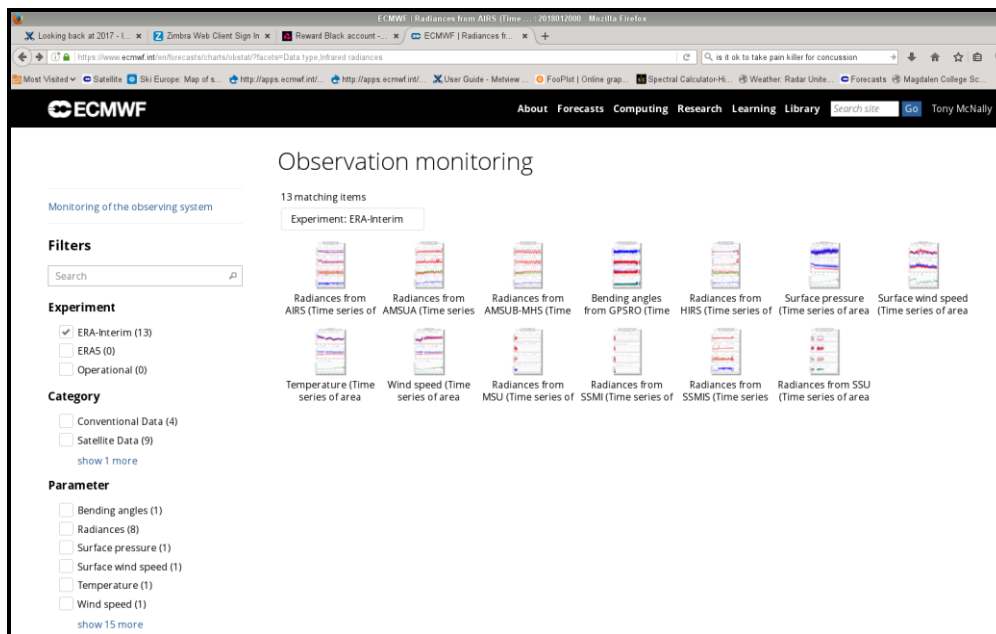 ECMWF | Radiances from AIRS (Time ... | 2018012000 - Mozilla Firefox
Looking back at 2017 - I... × Zimbra Web Client Sign In × Reward Black account -... × ECMWF | Radiances fr... × +
https://www.ecmwf.int/en/forecasts/charts/obstat/?facets=Data type,Infrared radiances is it ok to take pain killer for concussion
Most Visited Satellite Ski Europe: Map of s... http://apps.ecmwf.int/... http://apps.ecmwf.int/... User Guide - Metview ... FooPlot | Online grap... Spectral Calculator-Hi... Weather: Radar Unite... Forecasts Magdalen College Sc...
ECMWF About Forecasts Computing Research Learning Library Search site Go Tony McNally
Observation monitoring
Monitoring of the observing system
13 matching items
Experiment: ERA-Interim
Filters
Search
Experiment
ERA-Interim (13)
ERA5 (0)
Operational (0)
Category
Conventional Data (4)
Satellite Data (9)
show 1 more
Parameter
Bending angles (1)
Radiances (8)
Surface pressure (1)
Surface wind speed (1)
Temperature (1)
Wind speed (1)
show 15 more
Radiances from AIRS (Time series of
Radiances from AMSUA (Time series
Radiances from AMSUB-MHS (Time
Bending angles from GPSRO (Time
Radiances from HIRS (Time series of
Surface pressure (Time series of area
Surface wind speed (Time series of area
Temperature (Time series of area
Wind speed (Time series of area
Radiances from MSU (Time series of
Radiances from SSMI (Time series of
Radiances from SSMIS (Time series
Radiances from SSU (Time series of area